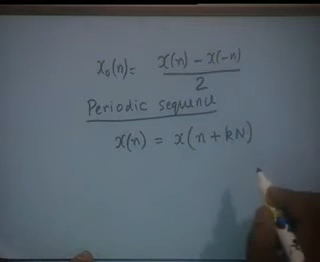 x₀(n) = x(n) - x(-n) / 2
Periodic sequence
x(n) = x(n + kN)